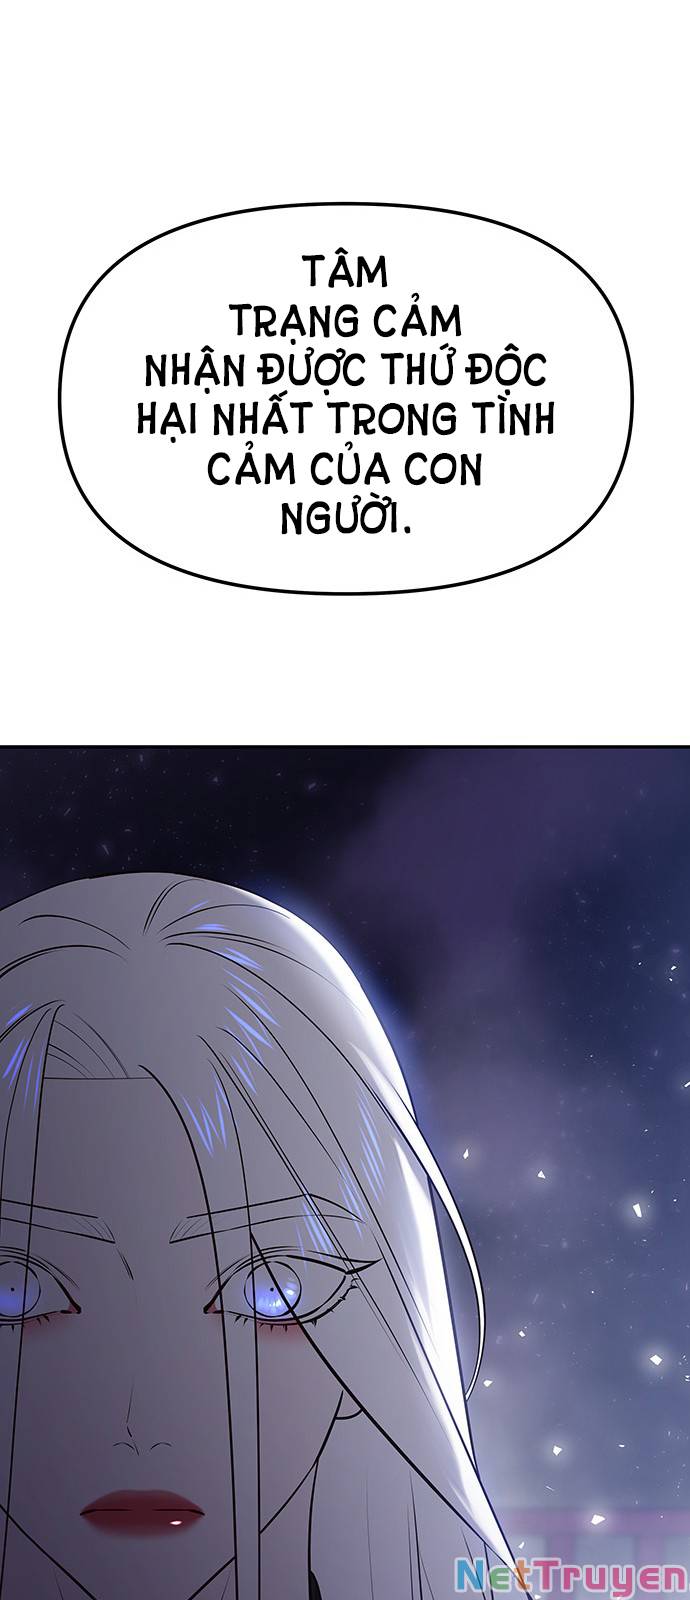 TÂM
TRẠNG CẢM
NHẬN ĐƯỢC THỨ ĐỘC
HẠI NHẤT TRONG TÌNH
CẢM CỦA CON
NGƯỜI.
NetTruyen